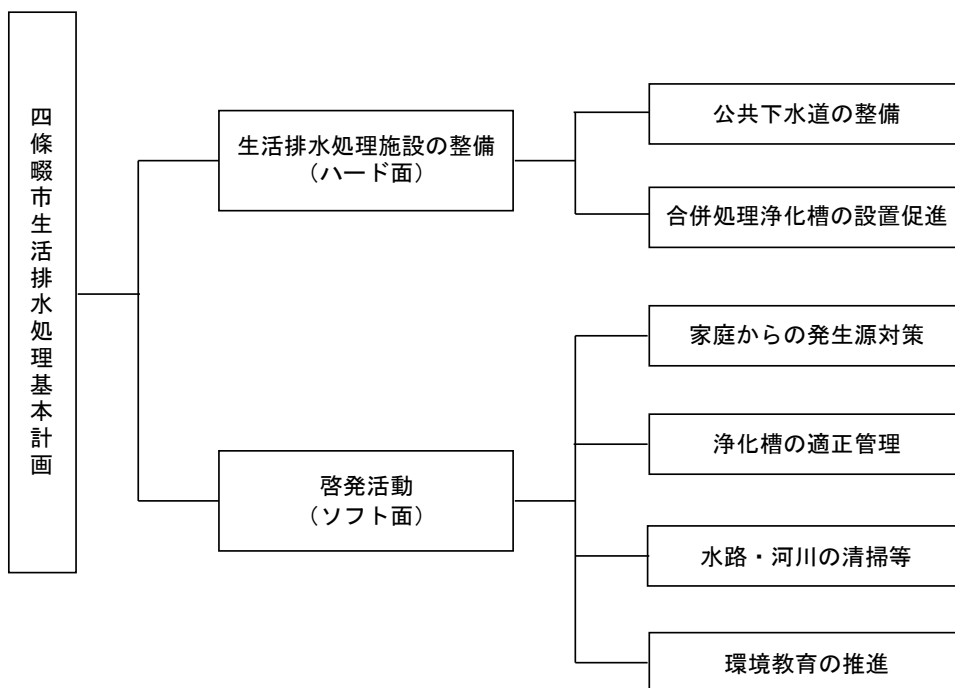 四條畷市生活排水処理基本計画
生活排水処理施設の整備
（ハード面）
公共下水道の整備
合併処理浄化槽の設置促進
啓発活動
（ソフト面）
家庭からの発生源対策
浄化槽の適正管理
水路・河川の清掃等
環境教育の推進